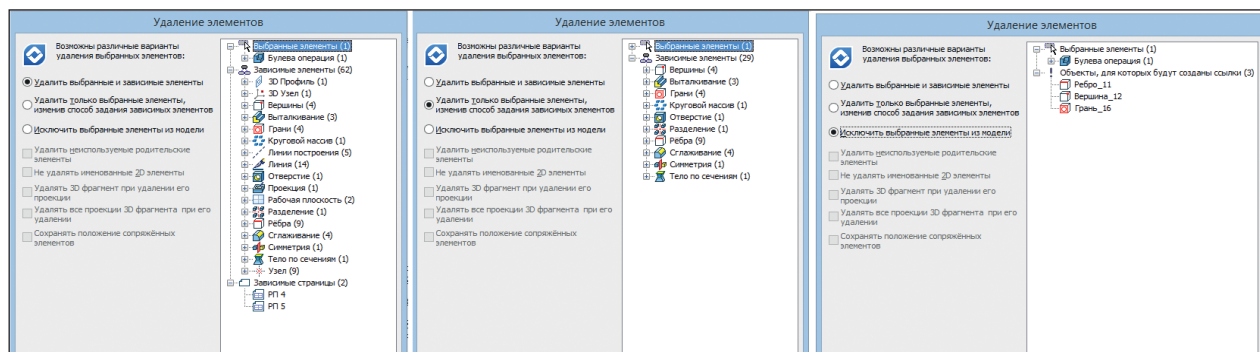 Удаление элементов
Возможны различные варианты
удаления выбранных элементов:
Удалить выбранные и зависимые элементы
Удалить только выбранные элементы,
изменив способ задания зависимых элементов
Исключить выбранные элементы из модели
Удалить неиспользуемые родительские
элементы
Не удалять именованные 2D элементы
Удалять 3D фрагмент при удалении его
проекции
Удалять все проекции 3D фрагмента при его
удалении
Сохранять положение сопряжённых
элементов
Выбранные элементы (1)
Булева операция (1)
Зависимые элементы (62)
3D Профиль (1)
3D Узел (1)
Вершины (4)
Выталкивание (3)
Грани (4)
Круговой массив (1)
Линии построения (5)
Линия (14)
Отверстие (1)
Проекция (1)
Рабочая плоскость (2)
Разделение (1)
Рёбра (9)
Сглаживание (4)
Симметрия (1)
Тело по сечениям (1)
Узел (9)
Зависимые страницы (2)
РП 4
РП 5
Удаление элементов
Возможны различные варианты
удаления выбранных элементов:
Удалить выбранные и зависимые элементы
Удалить только выбранные элементы,
изменив способ задания зависимых элементов
Исключить выбранные элементы из модели
Удалить неиспользуемые родительские
элементы
Не удалять именованные 2D элементы
Удалять 3D фрагмент при удалении его
проекции
Удалять все проекции 3D фрагмента при его
удалении
Сохранять положение сопряжённых
элементов
Выбранные элементы (1)
Зависимые элементы (29)
Вершины (4)
Выталкивание (3)
Грани (4)
Круговой массив (1)
Отверстие (1)
Разделение (1)
Рёбра (9)
Сглаживание (4)
Симметрия (1)
Тело по сечениям (1)
Удаление элементов
Возможны различные варианты
удаления выбранных элементов:
Удалить выбранные и зависимые элементы
Удалить только выбранные элементы,
изменив способ задания зависимых элементов
Исключить выбранные элементы из модели
Удалить неиспользуемые родительские
элементы
Не удалять именованные 2D элементы
Удалять 3D фрагмент при удалении его
проекции
Удалять все проекции 3D фрагмента при его
удалении
Сохранять положение сопряжённых
элементов
Выбранные элементы (1)
Булева операция (1)
Объекты, для которых будут созданы ссылки (3)
Ребро_11
Вершина_12
Грань_16